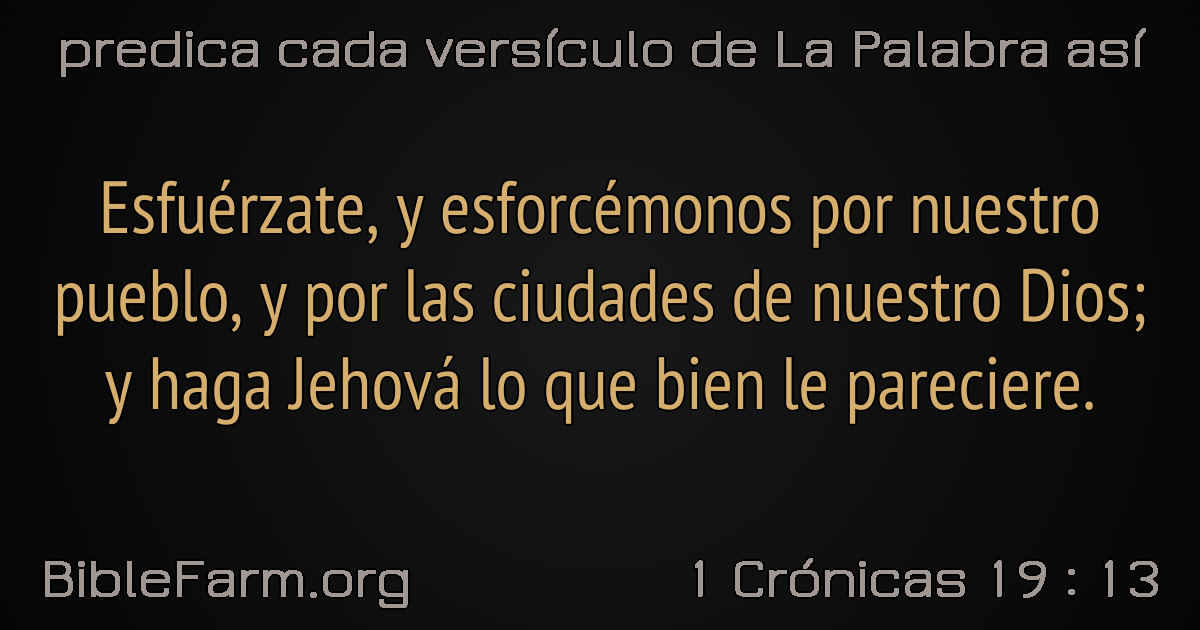 predica cada versículo de La Palabra así
Esfuérzate, y esforcémonos por nuestro
pueblo, y por las ciudades de nuestro Dios;
y haga Jehová lo que bien le pareciere.
BibleFarm.org
1 Crónicas 19 : 13